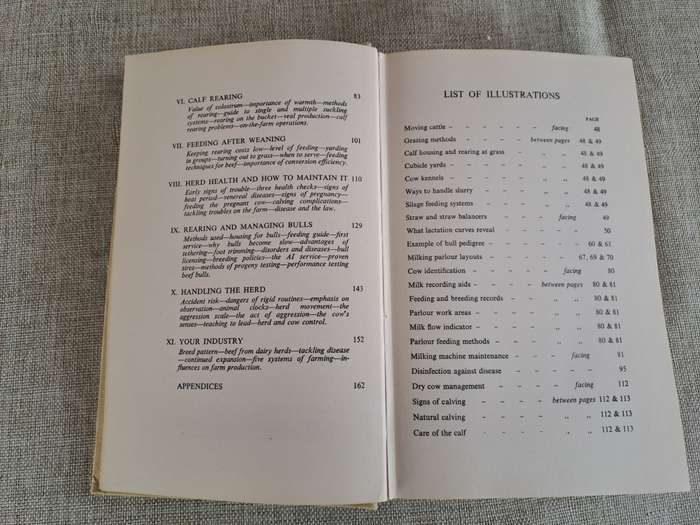 VI. CALF REARING 83
Value of colostrum—importance of warmth—methods
of rearing—guide to single and multiple suckling
systems—rearing on the bucket—veal production—calf
rearing problems—on-the-farm operations.
VII. FEEDING AFTER WEANING 101
Keeping rearing costs low—level of feeding—yarding
in groups—turning out to grass—when to serve—feeding
techniques for beef—importance of conversion efficiency.
VIII. HERD HEALTH AND HOW TO MAINTAIN IT 110
Early signs of trouble—three health checks—signs of
heat period—venereal diseases—signs of pregnancy—
feeding the pregnant cow—calving complications—
tackling troubles on the farm—disease and the law.
IX. REARING AND MANAGING BULLS 129
Methods used—housing for bulls—feeding guide—first
service—why bulls become slow—advantages of
tethering—foot trimming—disorders and diseases—bull
licensing—breeding policies—the AI service—proven
sires—methods of progeny testing—performance testing
beef bulls.
X. HANDLING THE HERD 143
Accident risk—dangers of rigid routines—emphasis on
observation—animal clocks—herd movement—the
aggression scale—the act of aggression—the cow's
senses—teaching to lead—herd and cow control.
XI. YOUR INDUSTRY 152
Breed pattern—beef from dairy herds—tackling disease
—continued expansion—five systems of farming—in-
fluences on farm production.
APPENDICES 162
LIST OF ILLUSTRATIONS
PAGE
Moving cattle – – – – – facing 48
Grazing methods – – – – between pages 48 & 49
Calf housing and rearing at grass – – ,, ,, 48 & 49
Cubicle yards – – – – – ,, ,, 48 & 49
Cow kennels – – – – – ,, ,, 48 & 49
Ways to handle slurry – – – – ,, ,, 48 & 49
Silage feeding systems – – – – ,, ,, 48 & 49
Straw and straw balancers – – – – facing 49
What lactation curves reveal – – – – 50
Example of bull pedigree – – – – – 60 & 61
Milking parlour layouts – – – – – 67, 69 & 70
Cow identification – – – – – facing 80
Milk recording aids – – – between pages 80 & 81
Feeding and breeding records – – – ,, ,, 80 & 81
Parlour work areas – – – – ,, ,, 80 & 81
Milk flow indicator – – – – ,, ,, 80 & 81
Parlour feeding methods – – – – ,, ,, 80 & 81
Milking machine maintenance – – – – facing 81
Disinfection against disease – – – – – 95
Dry cow management – – – – facing 112
Signs of calving – – – – between pages 112 & 113
Natural calving – – – – – ,, ,, 112 & 113
Care of the calf – – – – – ,, ,, 112 & 113